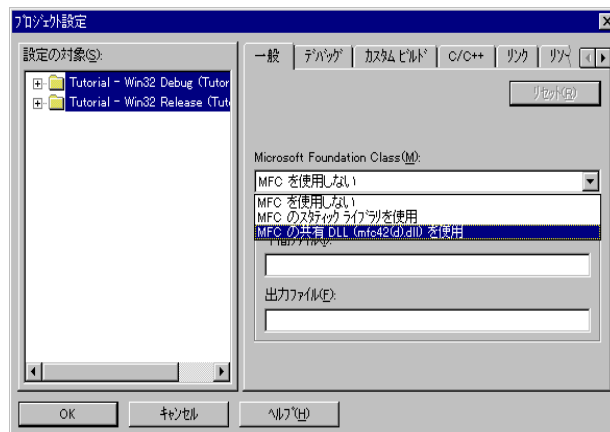 プロジェクト設定
設定の対象(S):
Tutorial - Win32 Debug (Tutor
Tutorial - Win32 Release (Tut
一般 デバッグ カスタム ビルド C/C++ リンク リソ
リセット(R)
Microsoft Foundation Class(M):
MFC を使用しない
MFC を使用しない
MFC のスタティック ライブラリを使用
MFC の共有 DLL (mfc42(d).dll) を使用
出力ファイル(F):
OK キャンセル ヘルプ(H)